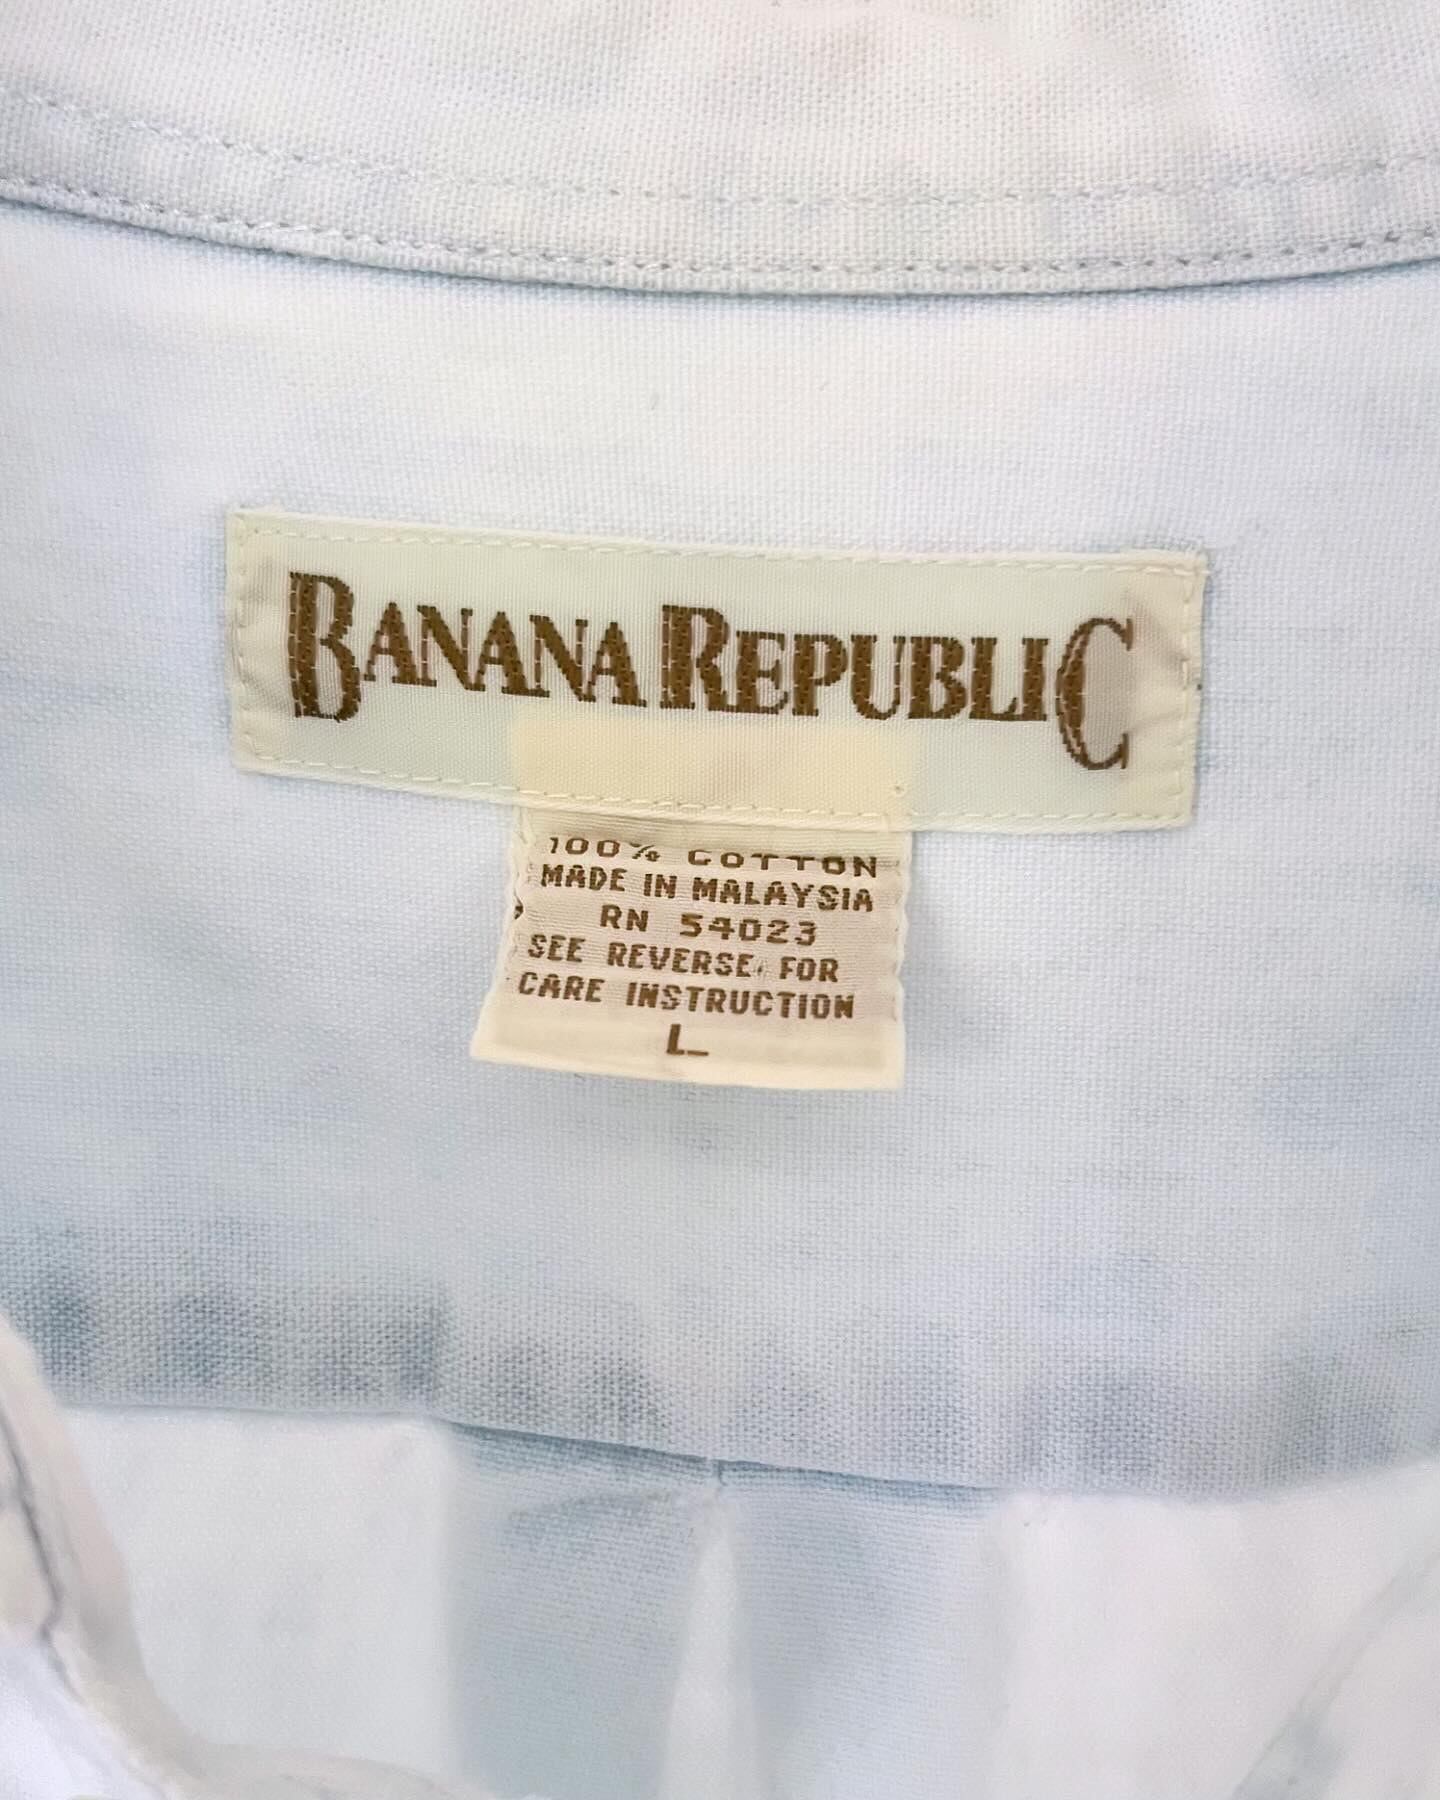 BANANA REPUBLIC
100% COTTON
MADE IN MALAYSIA
RN 54023
SEE REVERSE FOR
CARE INSTRUCTION
L